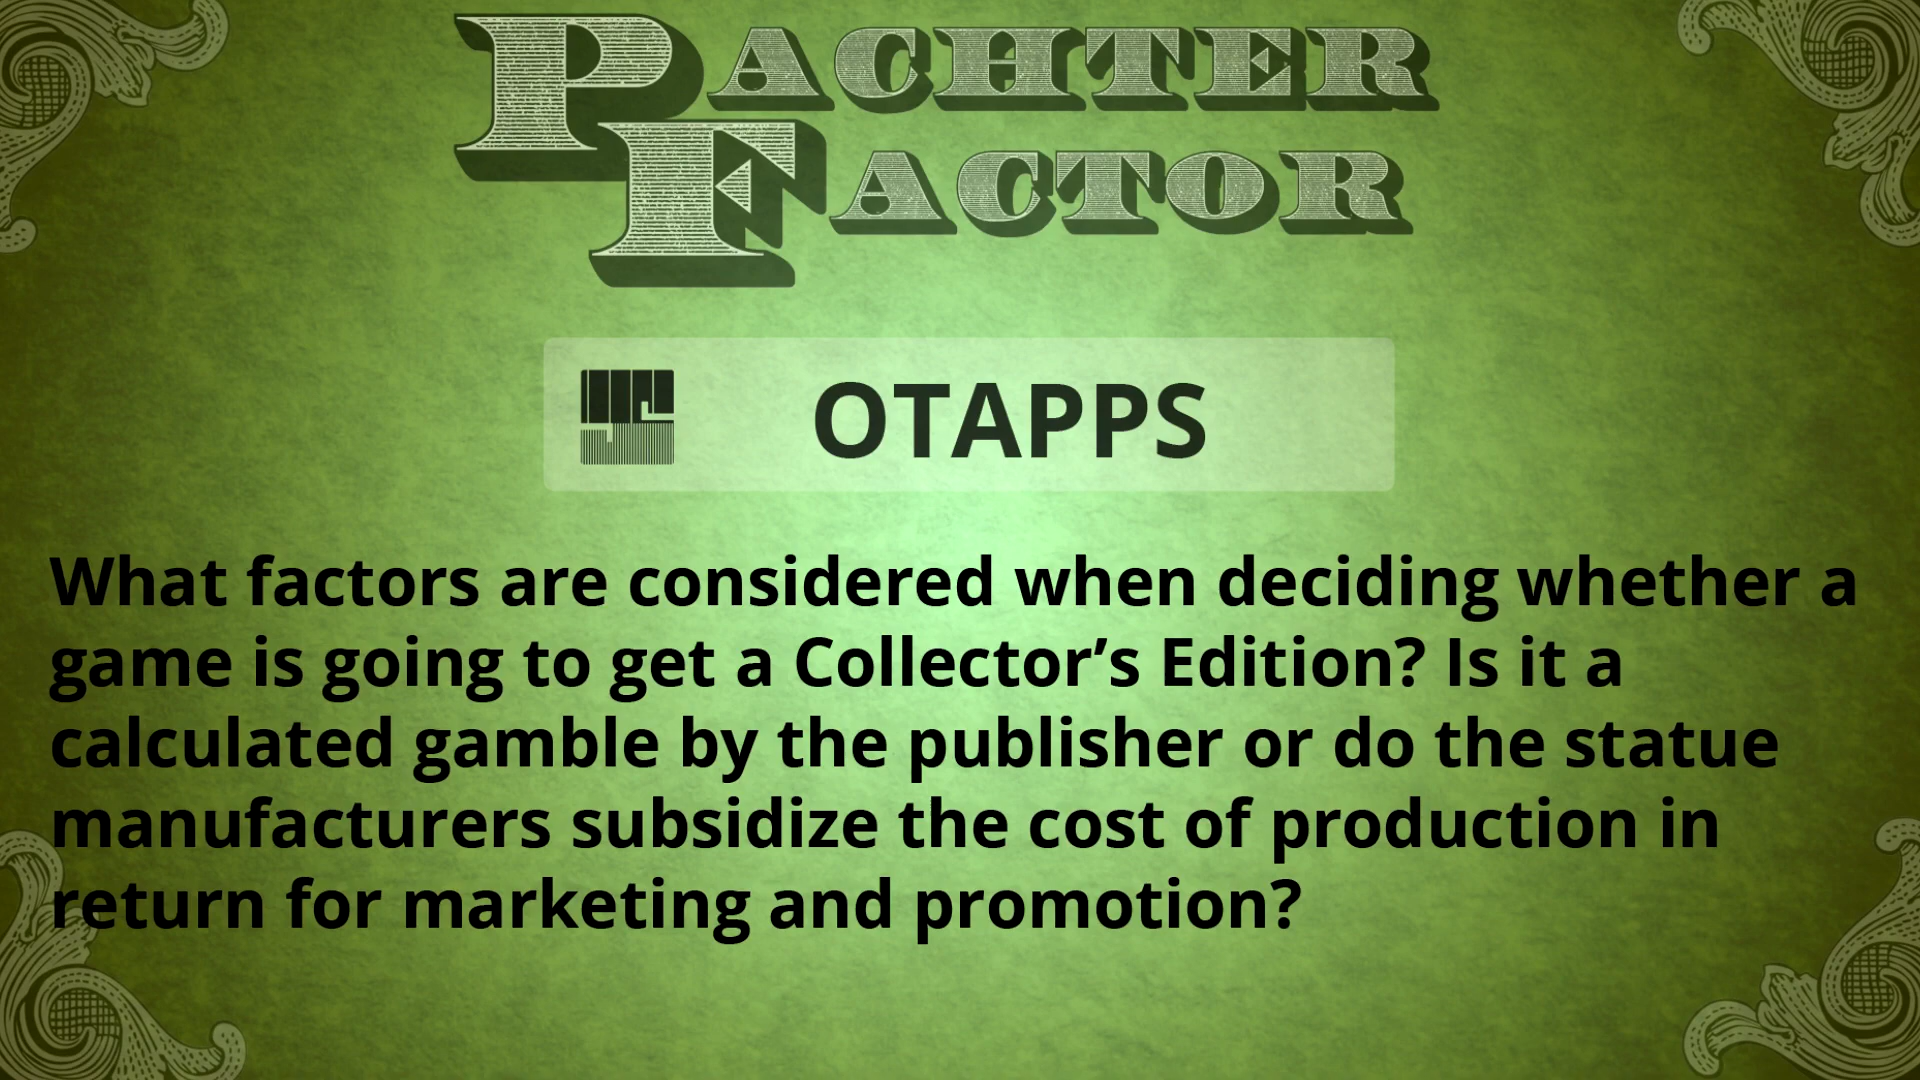 PACHTER
FACTOR
OTAPPS
What factors are considered when deciding whether a
game is going to get a Collector’s Edition? Is it a
calculated gamble by the publisher or do the statue
manufacturers subsidize the cost of production in
return for marketing and promotion?